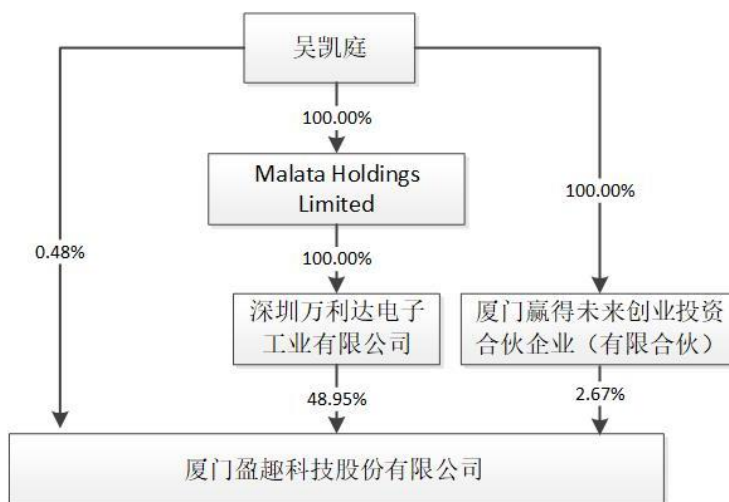 吴凯庭
100.00%
Malata Holdings
Limited
100.00%
0.48%
100.00%
深圳万利达电子
工业有限公司
厦门赢得未来创业投资
合伙企业（有限合伙）
48.95%
2.67%
厦门盈趣科技股份有限公司